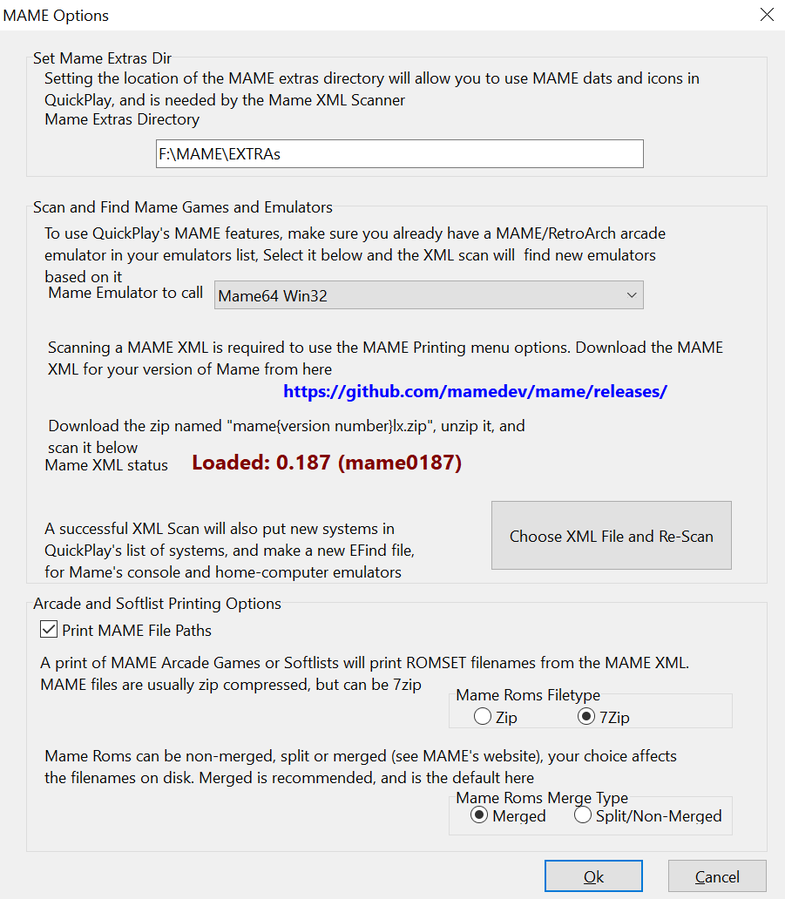 MAME Options
Set Mame Extras Dir
Setting the location of the MAME extras directory will allow you to use MAME dats and icons in
QuickPlay, and is needed by the Mame XML Scanner
Mame Extras Directory
F:\MAME\EXTRAs
Scan and Find Mame Games and Emulators
To use QuickPlay's MAME features, make sure you already have a MAME/RetroArch arcade
emulator in your emulators list, Select it below and the XML scan will  find new emulators
based on it
Mame Emulator to call
Mame64 Win32
Scanning a MAME XML is required to use the MAME Printing menu options. Download the MAME
XML for your version of Mame from here
https://github.com/mamedev/mame/releases/
Download the zip named "mame{version number}lx.zip", unzip it, and
scan it below
Mame XML status
Loaded: 0.187 (mame0187)
A successful XML Scan will also put new systems in
QuickPlay's list of systems, and make a new EFind file,
for Mame's console and home-computer emulators
Choose XML File and Re-Scan
Arcade and Softlist Printing Options
Print MAME File Paths
A print of MAME Arcade Games or Softlists will print ROMSET filenames from the MAME XML.
MAME files are usually zip compressed, but can be 7zip
Mame Roms Filetype
Zip
7Zip
Mame Roms can be non-merged, split or merged (see MAME's website), your choice affects
the filenames on disk. Merged is recommended, and is the default here
Mame Roms Merge Type
Merged
Split/Non-Merged
Ok
Cancel